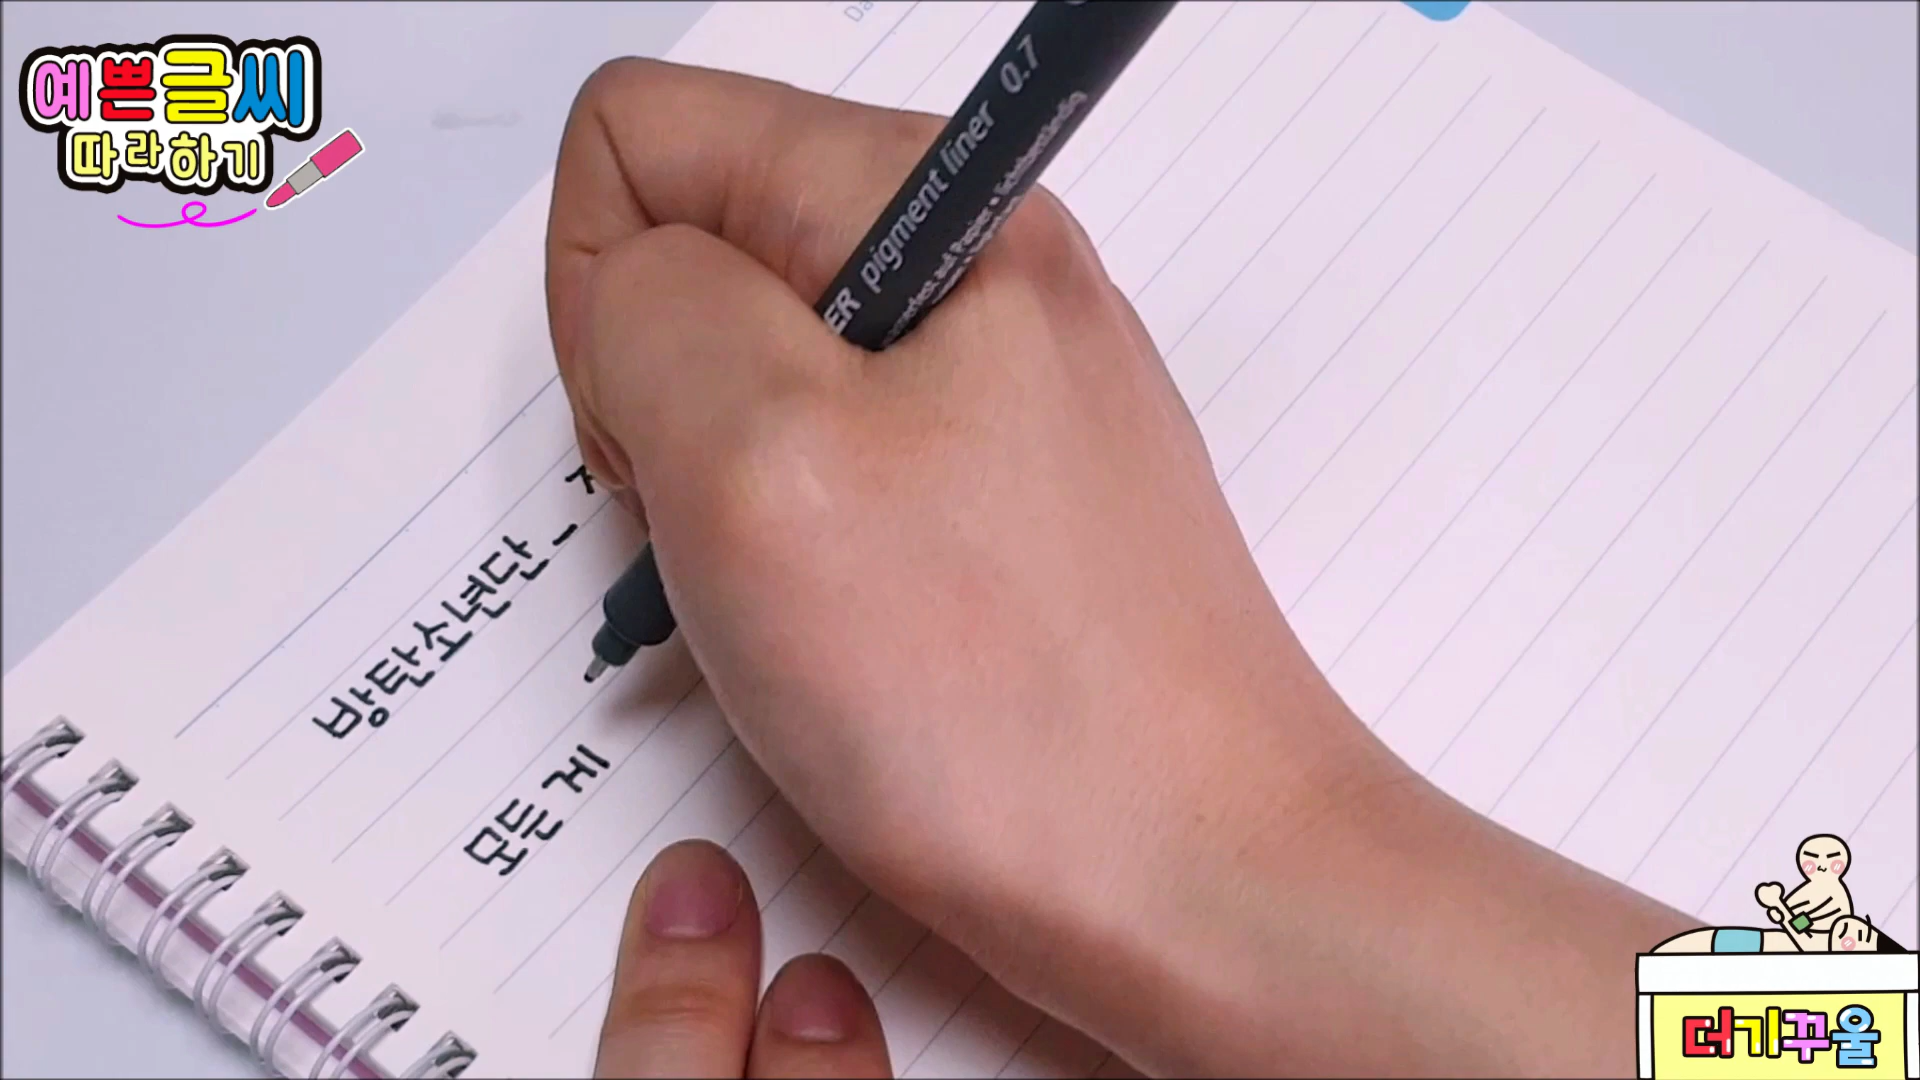 예쁜글씨
따라하기
방탄소년단 -
모든 게
STAEDTLER pigment liner 0.7
더기꾸울